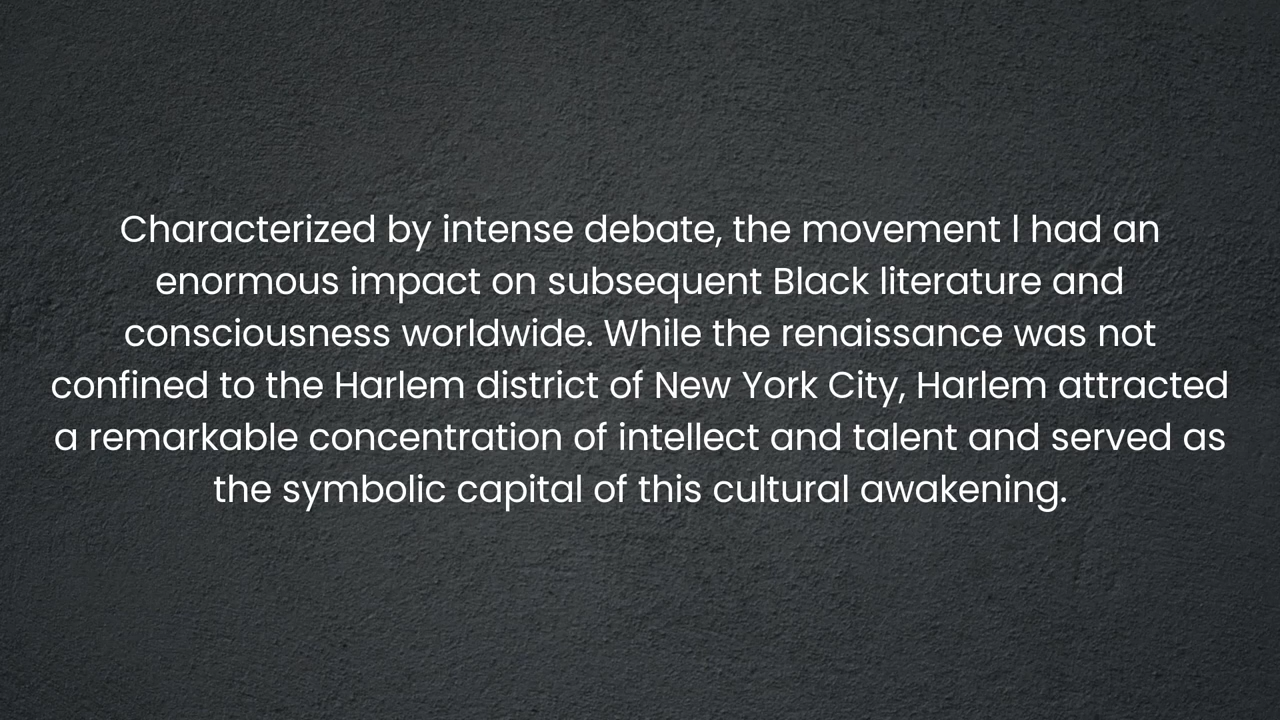 Characterized by intense debate, the movement l had an
enormous impact on subsequent Black literature and
consciousness worldwide. While the renaissance was not
confined to the Harlem district of New York City, Harlem attracted
a remarkable concentration of intellect and talent and served as
the symbolic capital of this cultural awakening.